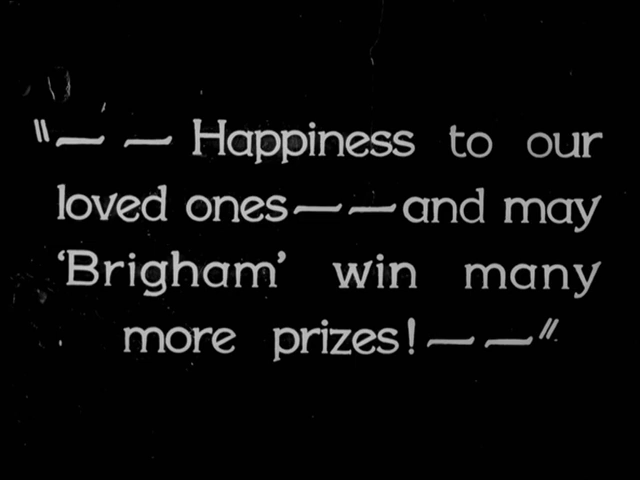 "— — Happiness to our
loved ones — — and may
'Brigham' win many
more prizes! — —"